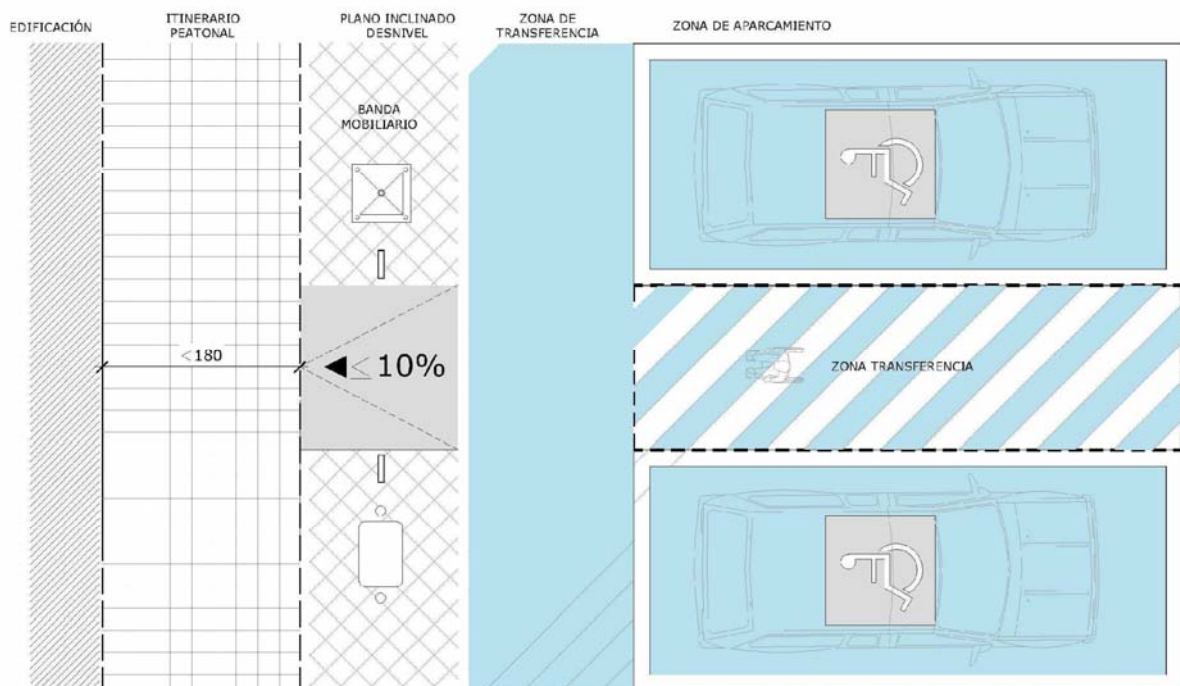 EDIFICACIÓN
ITINERARIO
PEATONAL
PLANO INCLINADO
DESNIVEL
ZONA DE
TRANSFERENCIA
ZONA DE APARCAMIENTO
BANDA
MOBILIARIO
<180
≤ 10%
ZONA TRANSFERENCIA